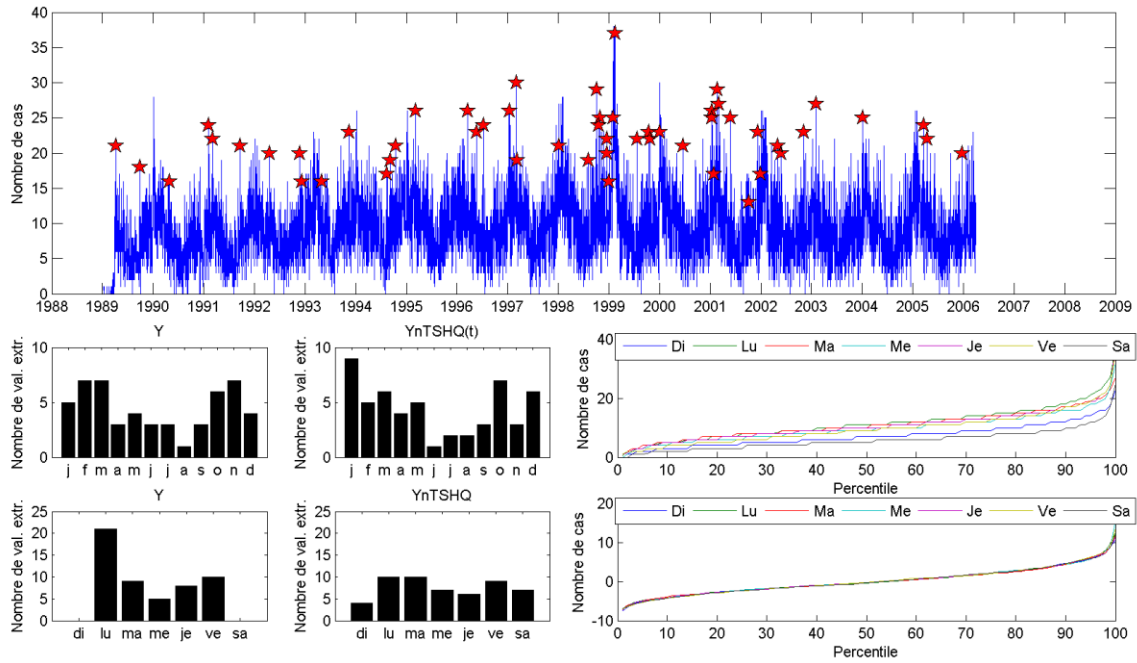 40
35
30
25
20
15
10
5
0
Nombre de cas
1988 1989 1990 1991 1992 1993 1994 1995 1996 1997 1998 1999 2000 2001 2002 2003 2004 2005 2006 2007 2008 2009
Y
10
5
0
Nombre de val. extr.
j f m a m j j a s o n d
YnTSHQ(t)
10
5
0
Nombre de val. extr.
j f m a m j j a s o n d
40
20
0
Nombre de cas
Di Lu Ma Me Je Ve Sa
0 10 20 30 40 50 60 70 80 90 100
Percentile
Y
25
20
15
10
5
0
Nombre de val. extr.
di lu ma me je ve sa
YnTSHQ
25
20
15
10
5
0
Nombre de val. extr.
di lu ma me je ve sa
20
10
0
-10
Nombre de cas
Di Lu Ma Me Je Ve Sa
0 10 20 30 40 50 60 70 80 90 100
Percentile